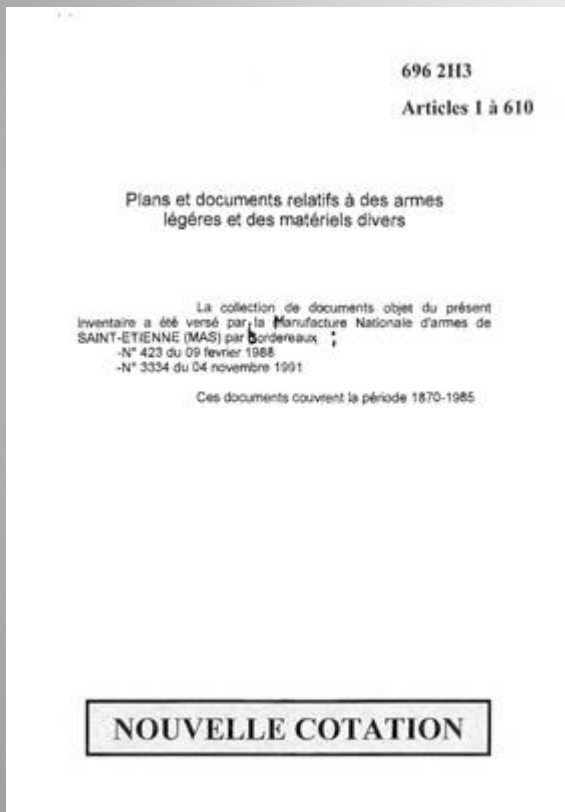 696 2H3
Articles 1 à 610
Plans et documents relatifs à des armes
légéres et des matériels divers
La collection de documents objet du présent
Inventaire a été versé par la Manufacture Nationale d'armes de
SAINT-ETIENNE (MAS) par Bordereaux :
-N° 423 du 09 fevrier 1988
-N° 3334 du 04 novembre 1991
Ces documents couvrent la période 1870-1985
NOUVELLE COTATION